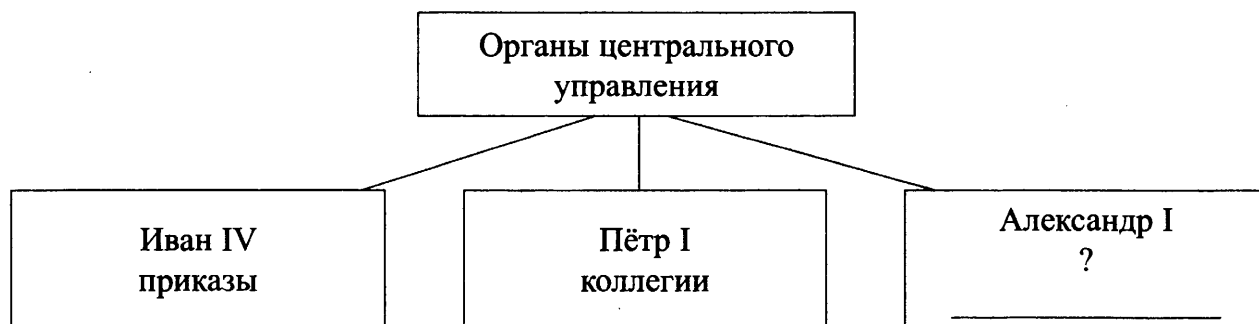 Органы центрального
управления
Иван IV
приказы
Пётр I
коллегии
Александр I
?